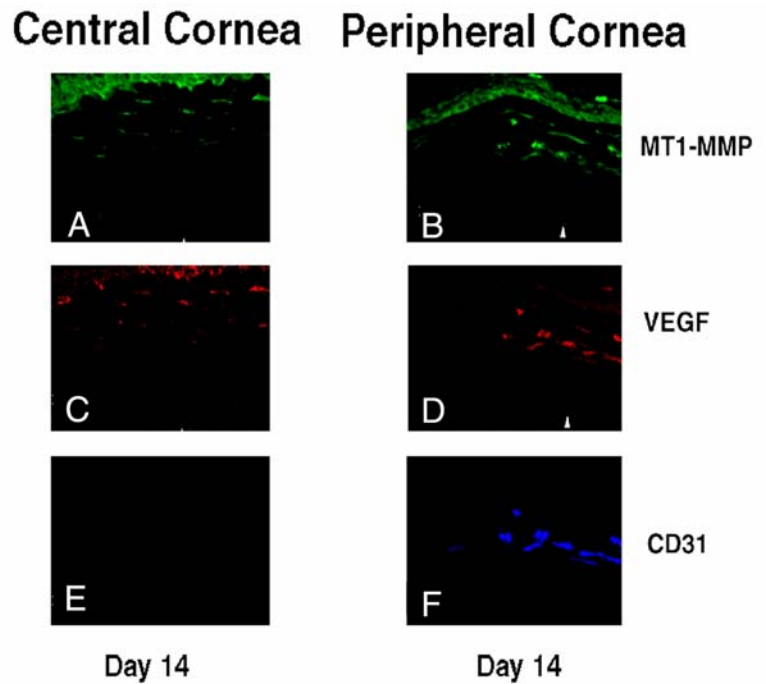 Central Cornea Peripheral Cornea
A
B
MT1-MMP
C
D
VEGF
E
F
CD31
Day 14
Day 14